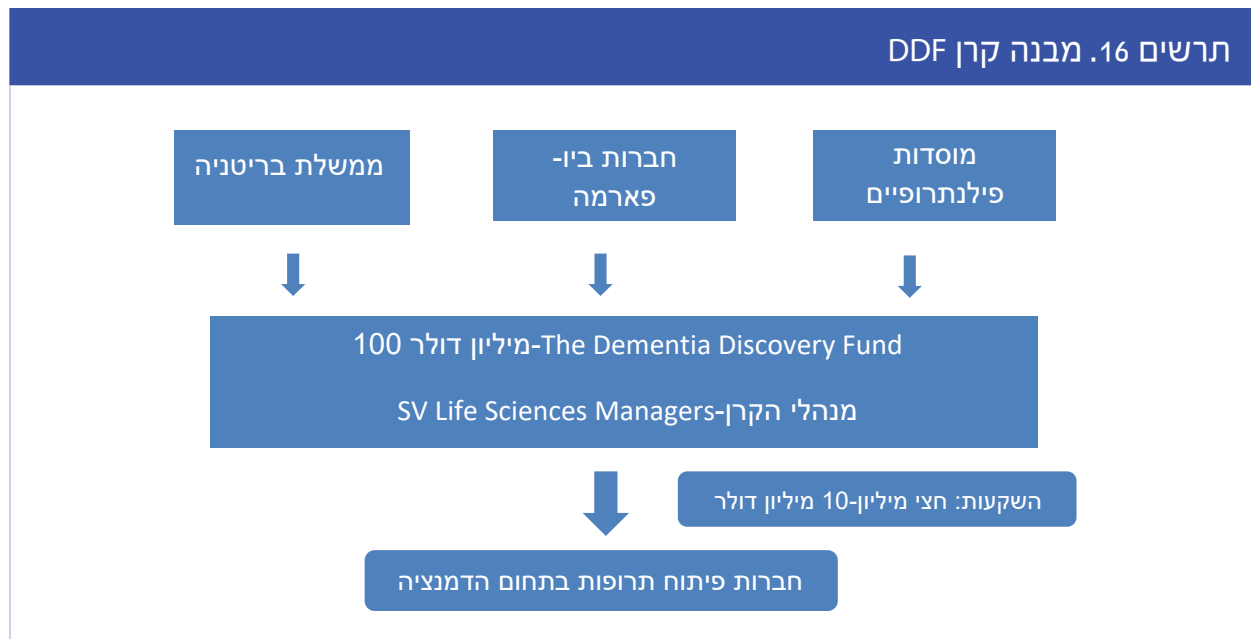 תרשים 16. מבנה קרן DDF
מוסדות
פילנתרופיים
חברות ביו-
פארמה
ממשלת בריטניה
The Dementia Discovery Fund-מיליון דולר 100
מנהלי הקרן-SV Life Sciences Managers
השקעות: חצי מיליון-10 מיליון דולר
חברות פיתוח תרופות בתחום הדמנציה